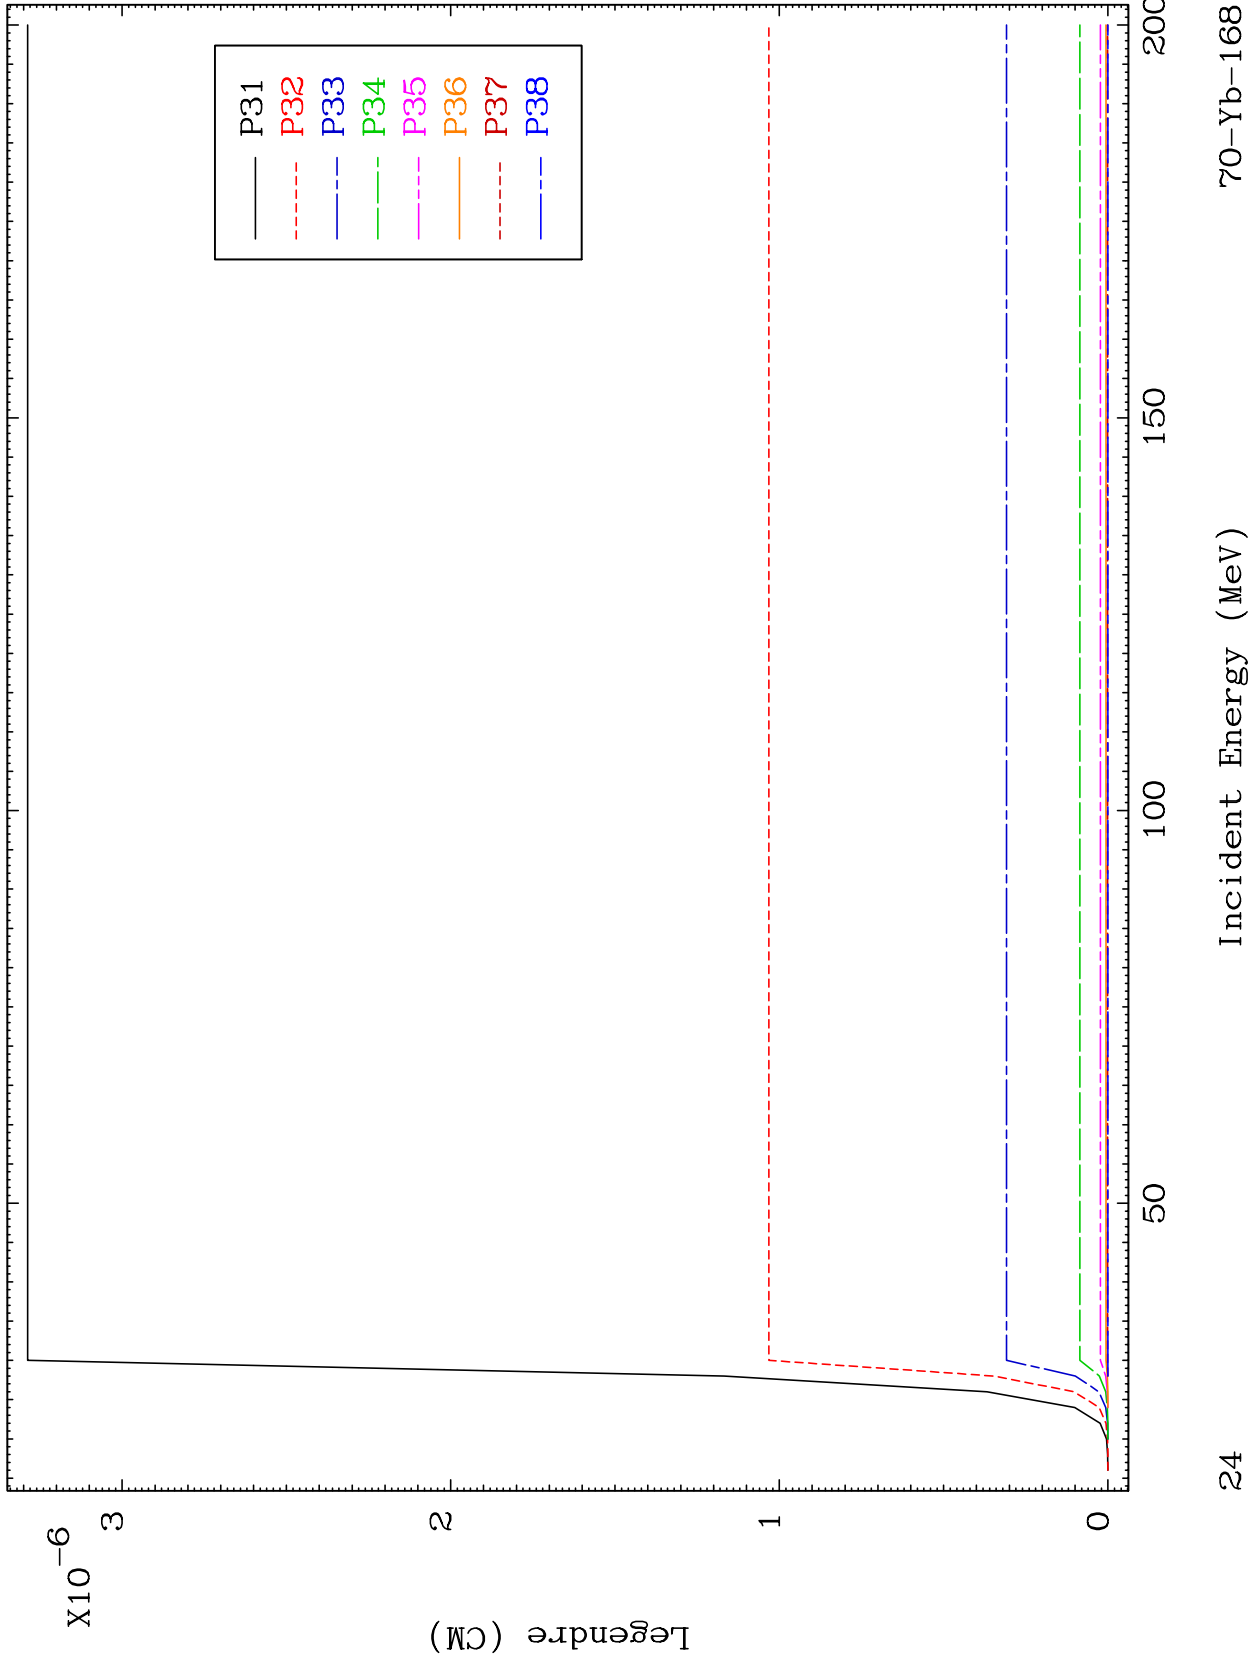 X10-6
3
2
1
0
Legendre (CM)
P31
P32
P33
P34
P35
P36
P37
P38
50
100
150
200
Incident Energy (MeV)
24
70-Yb-168